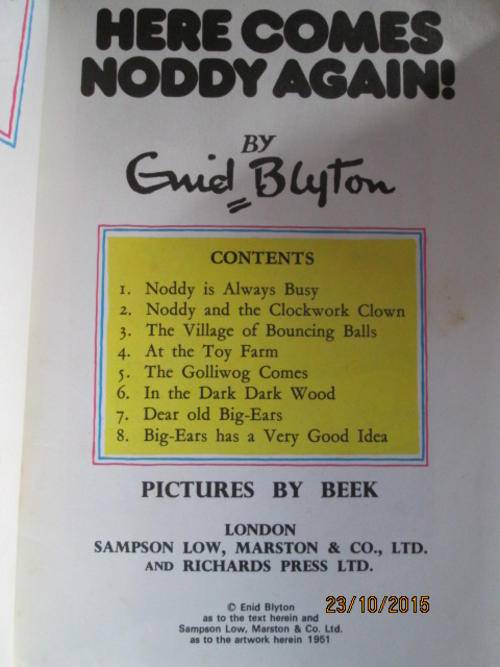 HERE COMES
NODDY AGAIN!
BY
Enid Blyton
CONTENTS
1. Noddy is Always Busy
2. Noddy and the Clockwork Clown
3. The Village of Bouncing Balls
4. At the Toy Farm
5. The Golliwog Comes
6. In the Dark Dark Wood
7. Dear old Big-Ears
8. Big-Ears has a Very Good Idea
PICTURES BY BEEK
LONDON
SAMPSON LOW, MARSTON & CO., LTD.
AND RICHARDS PRESS LTD.
© Enid Blyton
as to the text herein and
Sampson Low, Marston & Co. Ltd.
as to the artwork herein 1951
23/10/2015